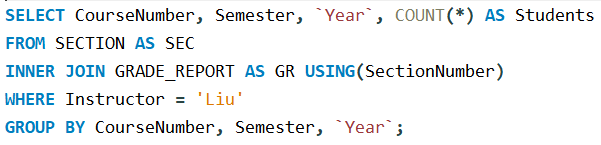 SELECT CourseNumber, Semester, `Year`, COUNT(*) AS Students
FROM SECTION AS SEC
INNER JOIN GRADE_REPORT AS GR USING(SectionNumber)
WHERE Instructor = 'Liu'
GROUP BY CourseNumber, Semester, `Year`;